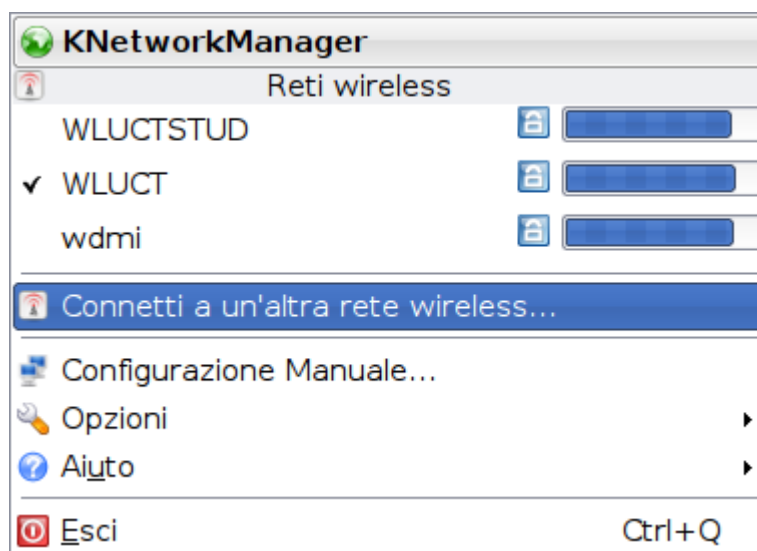 KNetworkManager
Reti wireless
WLUCTSTUD
WLUCT
wdmi
Connetti a un'altra rete wireless...
Configurazione Manuale...
Opzioni
Aiuto
Esci Ctrl+Q